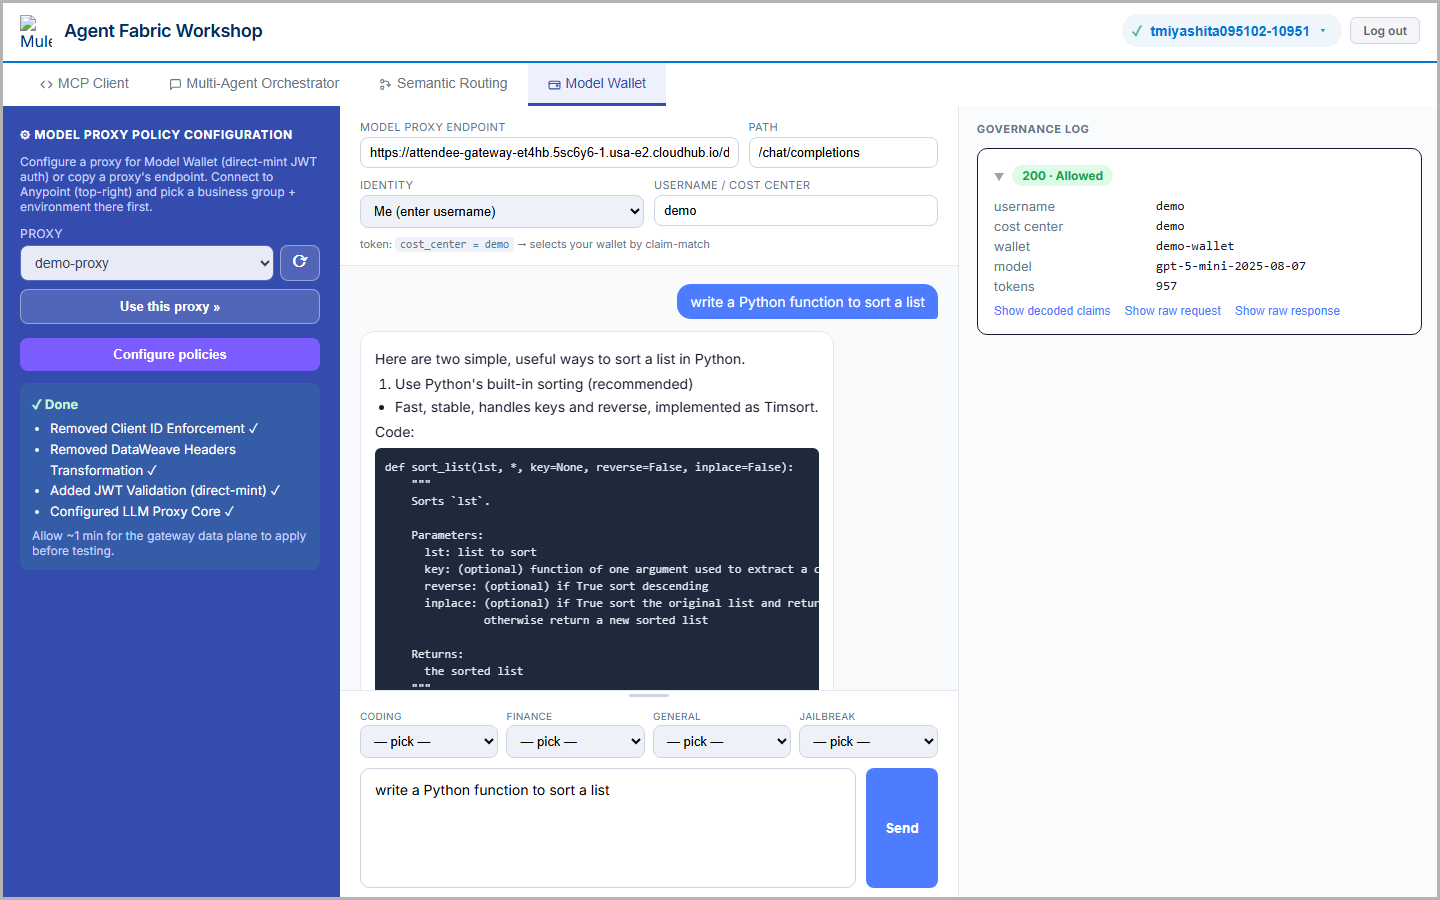 Mule
Agent Fabric Workshop
✓ tmiyashita095102-10951
Log out
MCP Client
Multi-Agent Orchestrator
Semantic Routing
Model Wallet
⚙ MODEL PROXY POLICY CONFIGURATION
Configure a proxy for Model Wallet (direct-mint JWT
auth) or copy a proxy's endpoint. Connect to
Anypoint (top-right) and pick a business group +
environment there first.
PROXY
demo-proxy
Use this proxy »
Configure policies
✓ Done
• Removed Client ID Enforcement ✓
• Removed DataWeave Headers
Transformation ✓
• Added JWT Validation (direct-mint) ✓
• Configured LLM Proxy Core ✓
Allow ~1 min for the gateway data plane to apply
before testing.
MODEL PROXY ENDPOINT
https://attendee-gateway-et4hb.5sc6y6-1.usa-e2.cloudhub.io/d
PATH
/chat/completions
IDENTITY
Me (enter username)
USERNAME / COST CENTER
demo
token: cost_center = demo → selects your wallet by claim-match
write a Python function to sort a list
Here are two simple, useful ways to sort a list in Python.
1. Use Python's built-in sorting (recommended)
• Fast, stable, handles keys and reverse, implemented as Timsort.
Code:
def sort_list(lst, *, key=None, reverse=False, inplace=False):
"""
Sorts `lst`.
Parameters:
lst: list to sort
key: (optional) function of one argument used to extract a c
reverse: (optional) if True sort descending
inplace: (optional) if True sort the original list and retur
otherwise return a new sorted list
Returns:
the sorted list
"""
CODING
— pick —
FINANCE
— pick —
GENERAL
— pick —
JAILBREAK
— pick —
write a Python function to sort a list
Send
GOVERNANCE LOG
200 · Allowed
username demo
cost center demo
wallet demo-wallet
model gpt-5-mini-2025-08-07
tokens 957
Show decoded claims Show raw request Show raw response